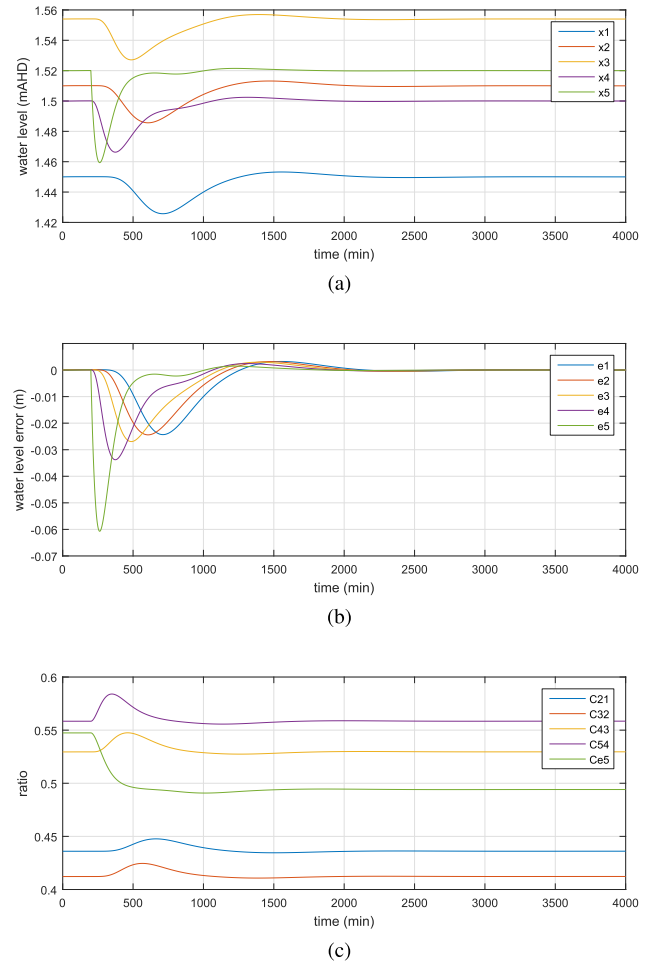 1.56
1.54
1.52
1.5
1.48
1.46
1.44
1.42
water level (mAHD)
x1
x2
x3
x4
x5
0 500 1000 1500 2000 2500 3000 3500 4000
time (min)
(a)
0
-0.01
-0.02
-0.03
-0.04
-0.05
-0.06
-0.07
water level error (m)
e1
e2
e3
e4
e5
0 500 1000 1500 2000 2500 3000 3500 4000
time (min)
(b)
0.6
0.55
0.5
0.45
0.4
ratio
C21
C32
C43
C54
Ce5
0 500 1000 1500 2000 2500 3000 3500 4000
time (min)
(c)